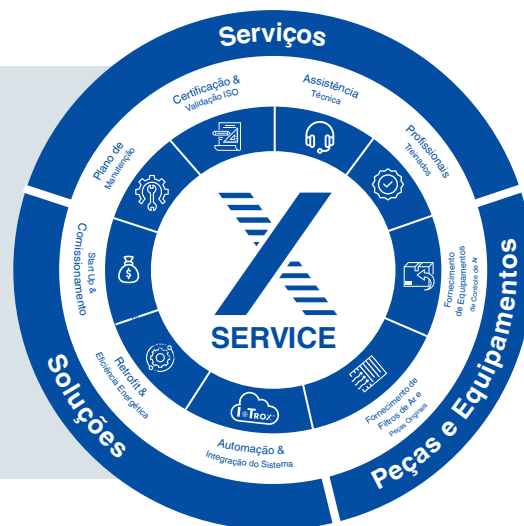 Serviços
Certificação &
Validação ISO
Assistência
Técnica
Plano de
Manutenção
Profissionais
Treinados
Start Up &
Comissionamento
X
SERVICE
Fornecimento
de Equipamentos
de Controle de Ar
Retrofit &
Eficiência Energética
I TROX
Fornecimento de
Filtros de Ar e
Peças Originais
Automação &
Integração do Sistema
Soluções
Peças e Equipamentos
$